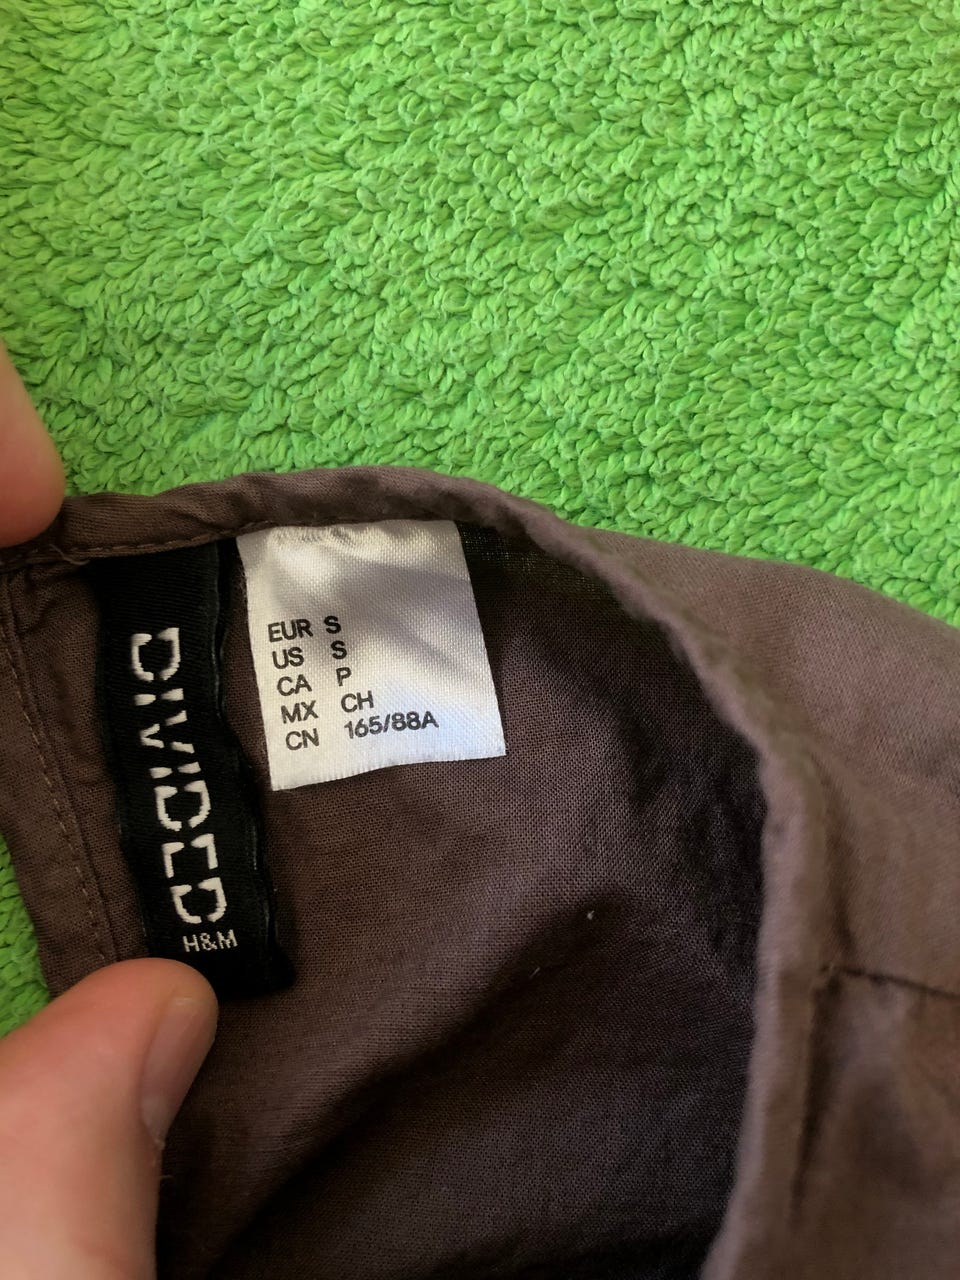 DIVIDED
H&M
EUR S
US S
CA P
MX CH
CN 165/88A